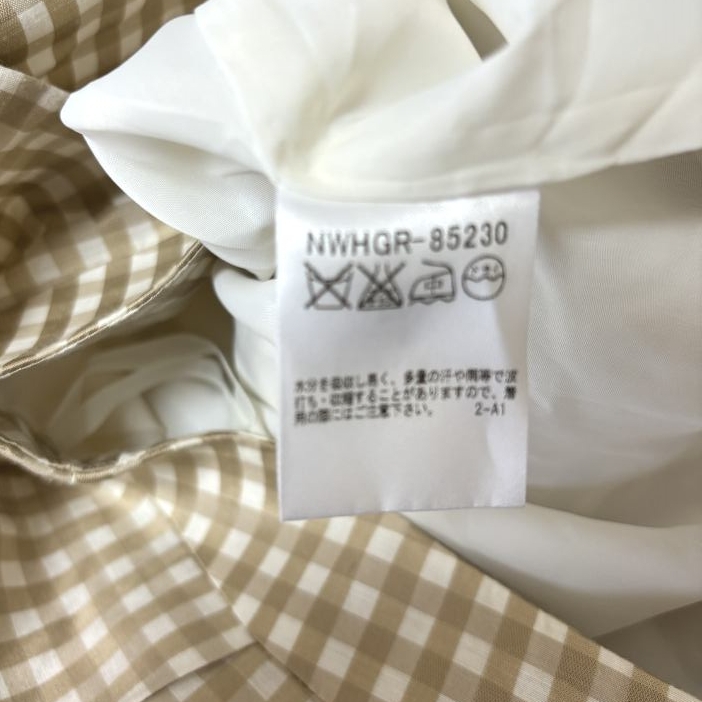 NWHGR-85230
中
水分を吸収し易く、多量の汗や雨等で波
打ち・収縮することがありますので、着
用の際にはご注意下さい。 2-A1